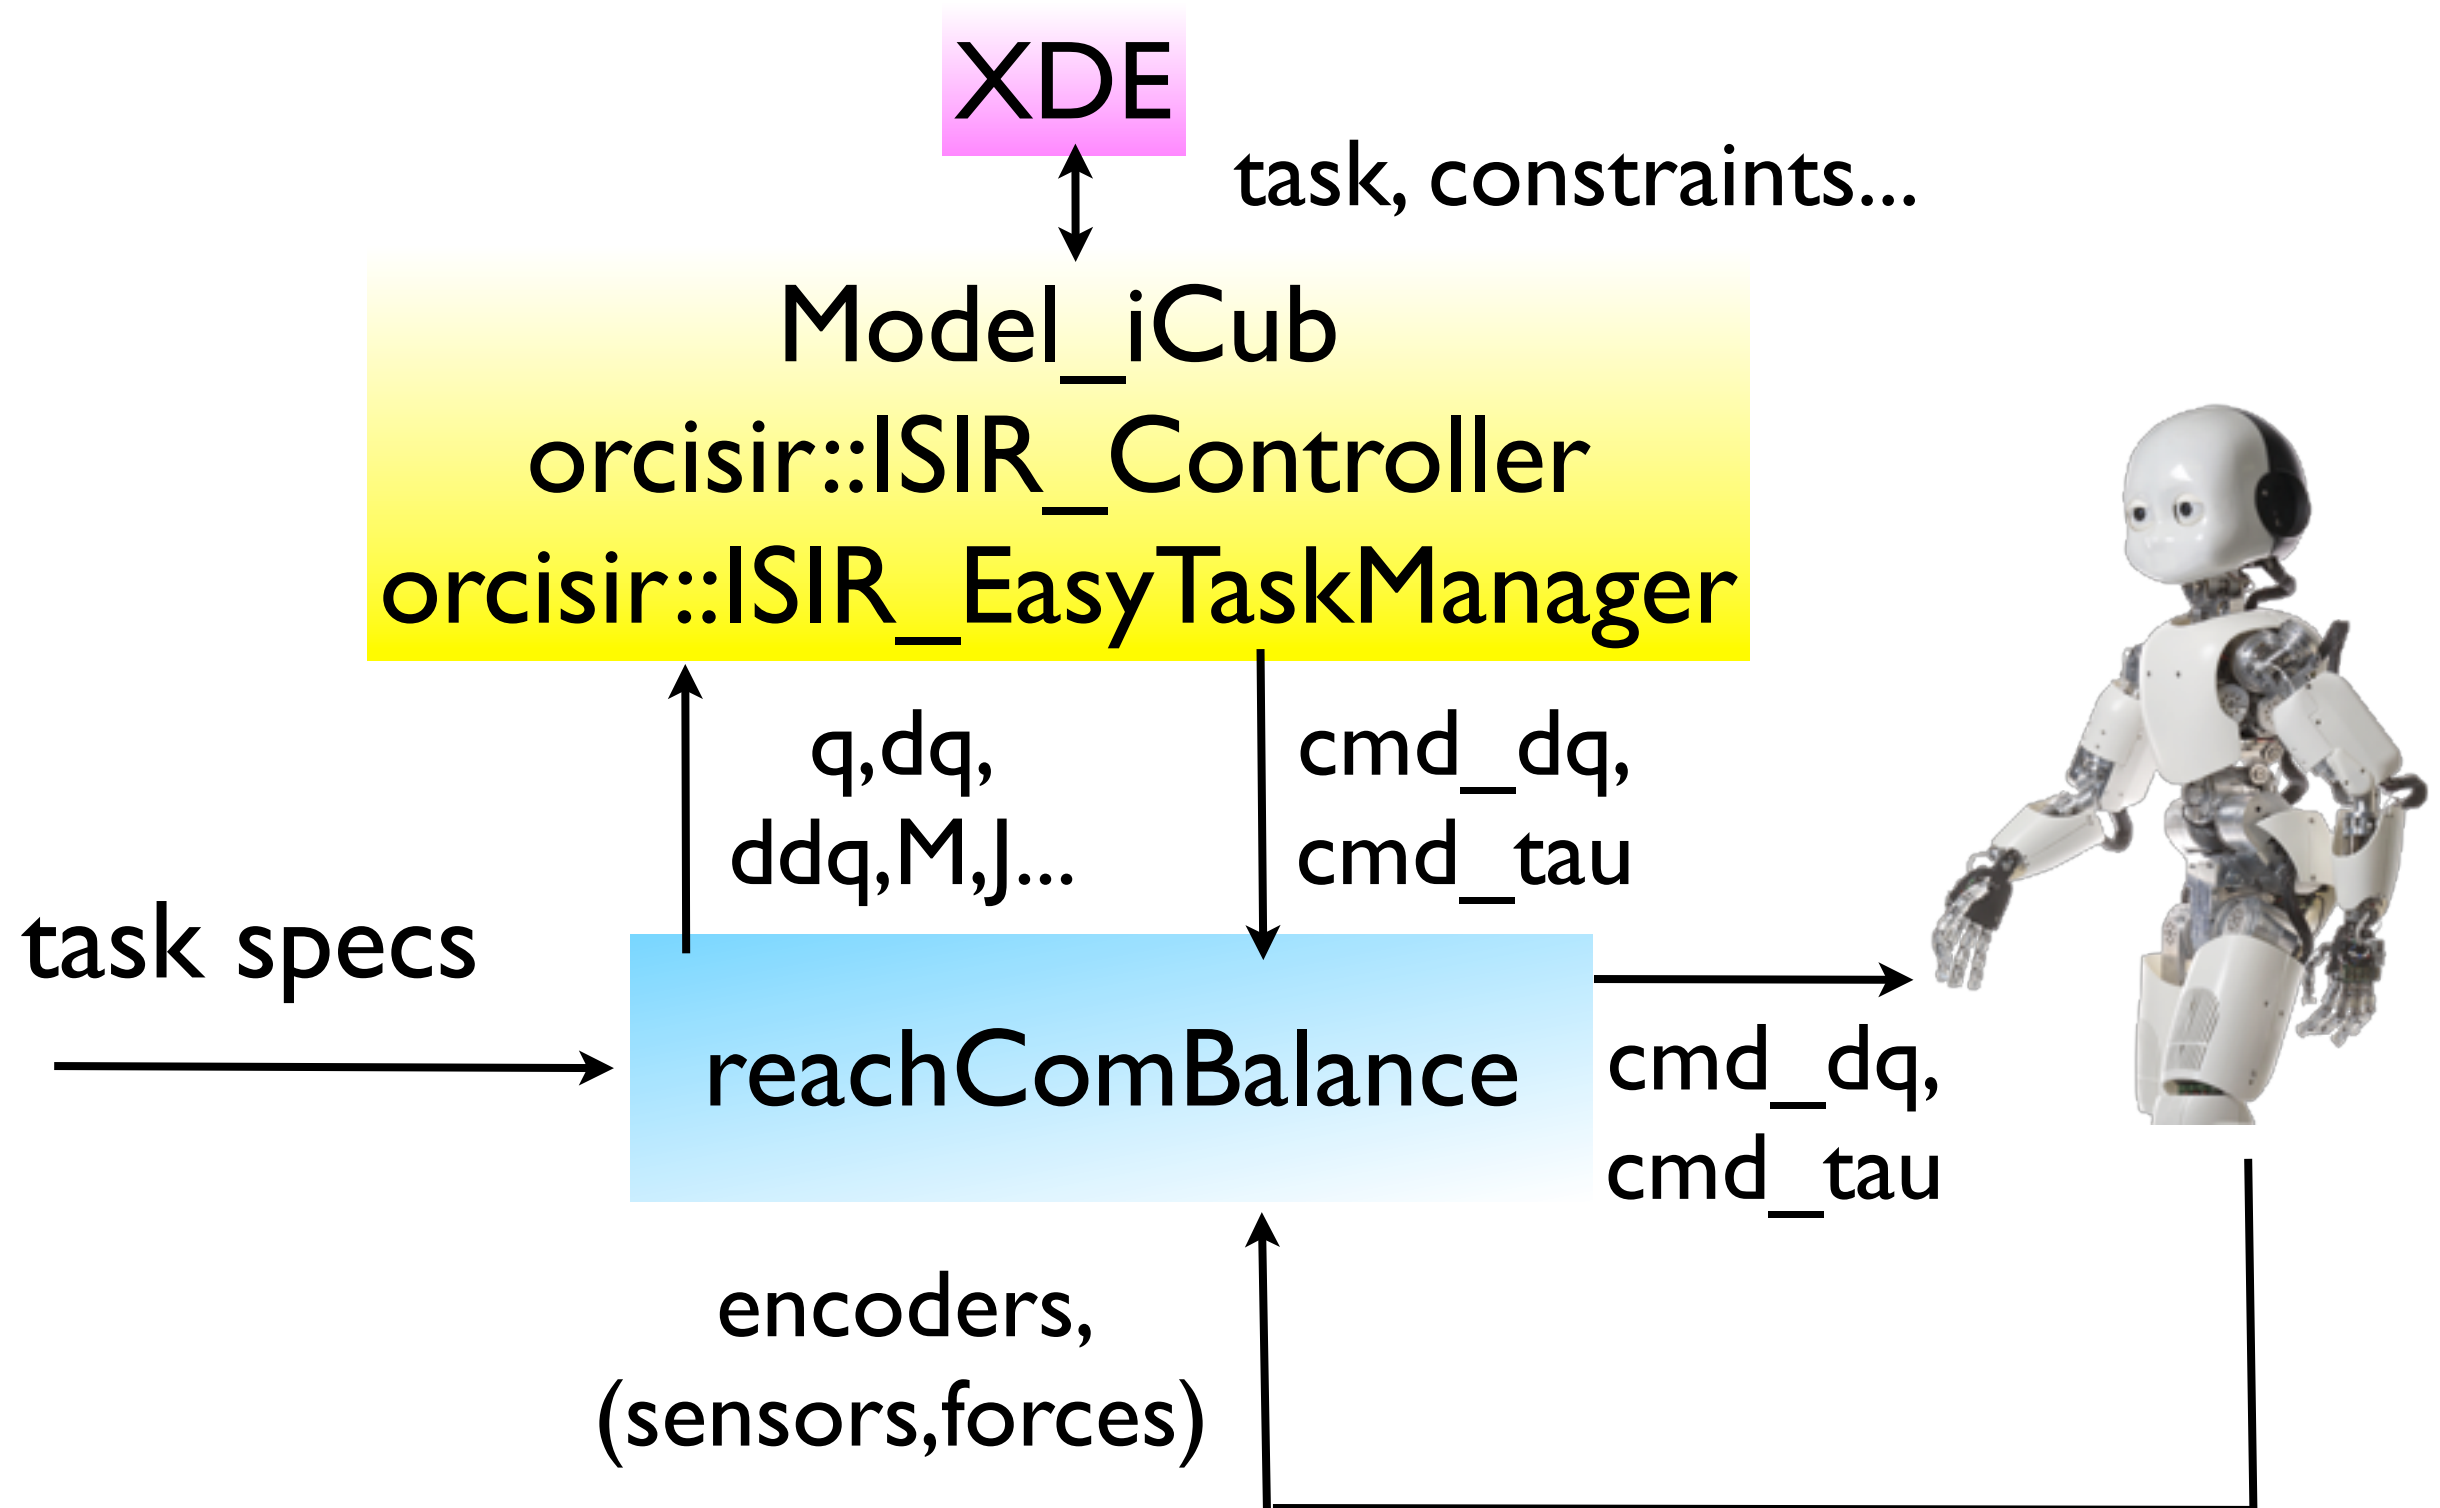 XDE
task, constraints...
Model_iCub
orcisir::ISIR_Controller
orcisir::ISIR_EasyTaskManager
q,dq,
ddq,M,J...
cmd_dq,
cmd_tau
task specs
reachComBalance
cmd_dq,
cmd_tau
encoders,
(sensors,forces)